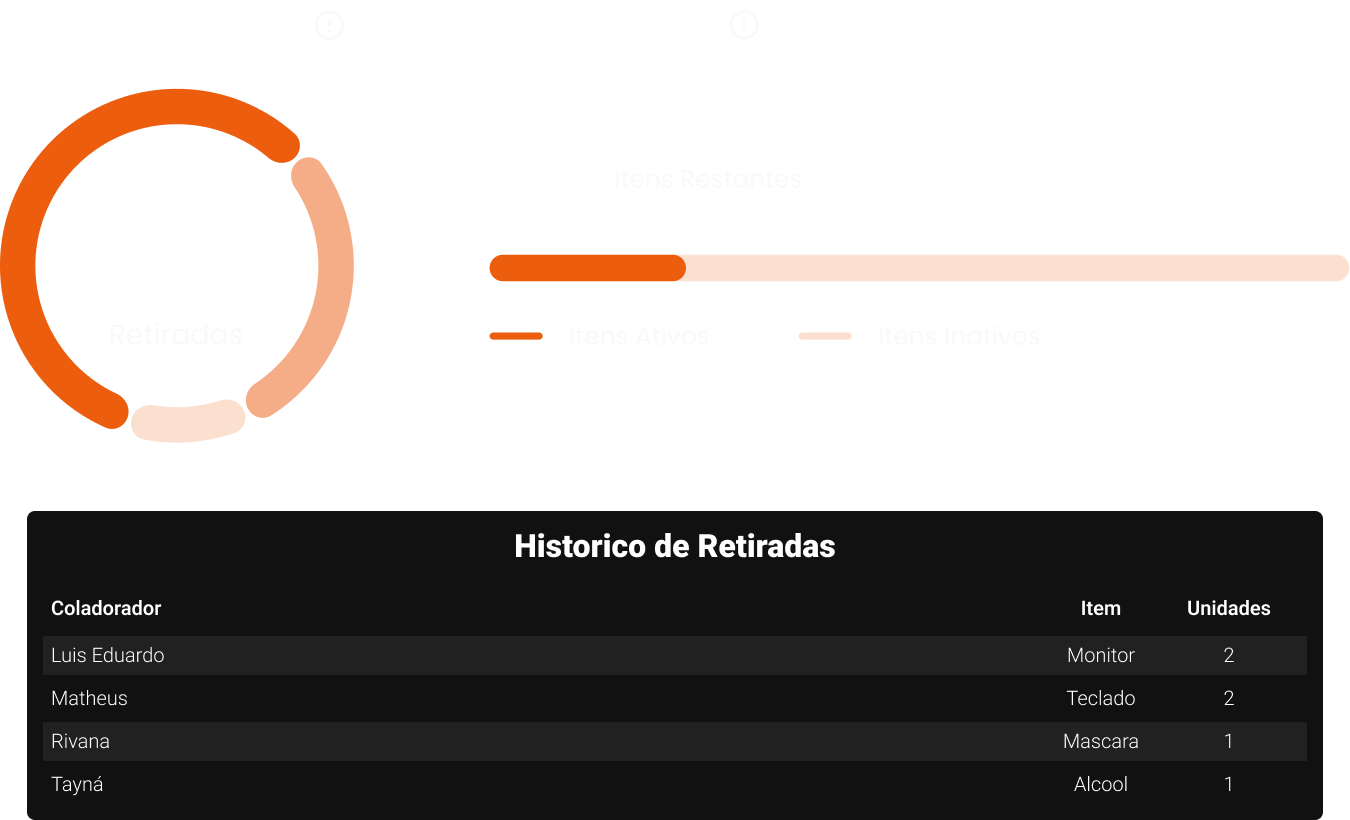 Itens Restantes
Retiradas
Itens Ativos
Itens Inativos
Historico de Retiradas
Coladorador Item Unidades
Luis Eduardo Monitor 2
Matheus Teclado 2
Rivana Mascara 1
Tayná Alcool 1